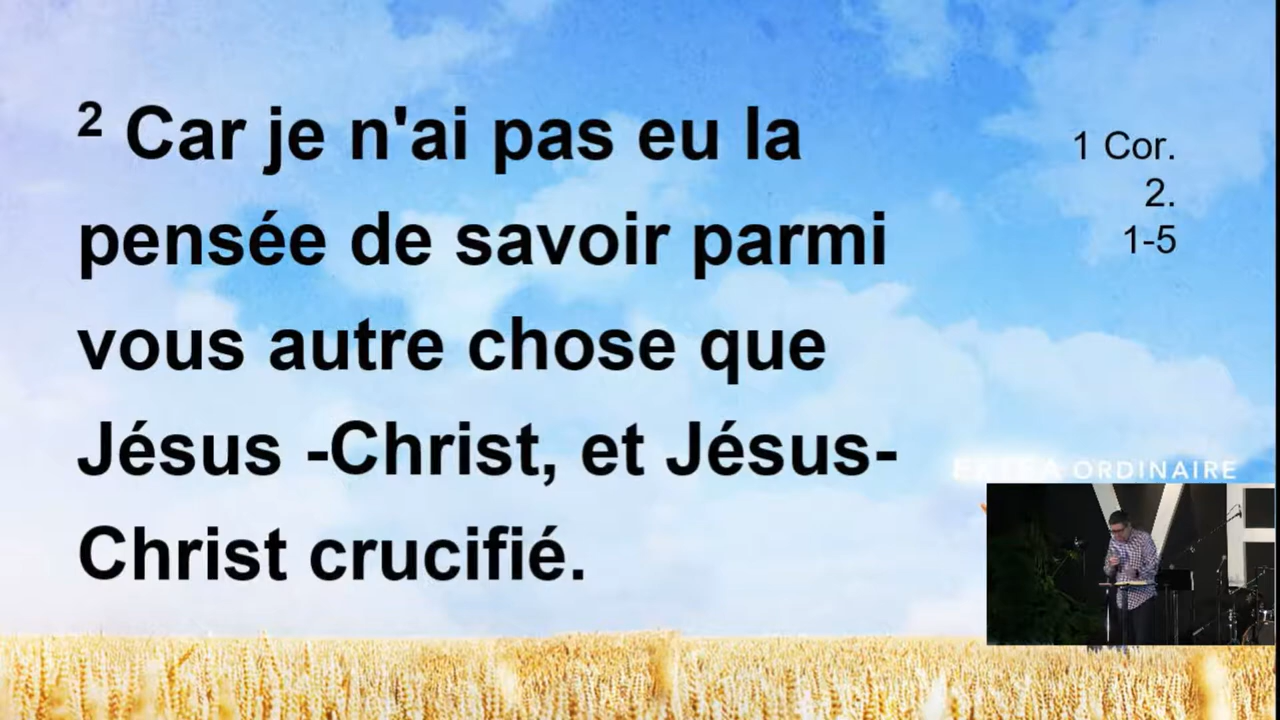 ² Car je n'ai pas eu la
pensée de savoir parmi
vous autre chose que
Jésus -Christ, et Jésus-
Christ crucifié.
1 Cor.
2.
1-5
EXTRA ORDINAIRE